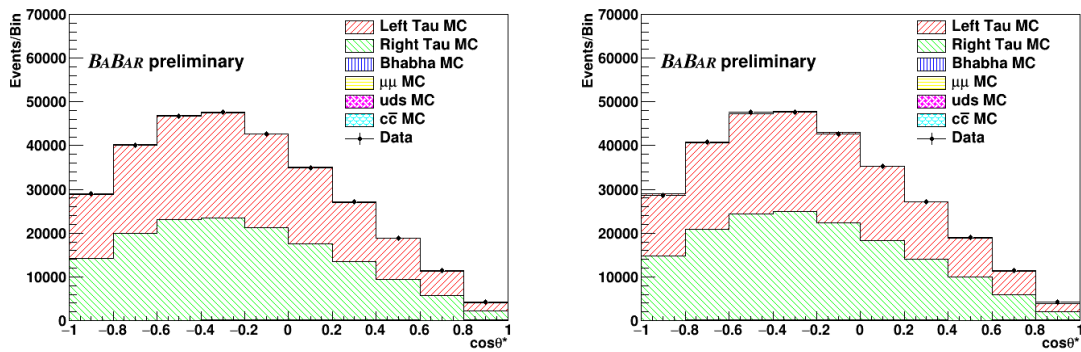 70000
60000
50000
40000
30000
20000
10000
0
Events/Bin
BABAR preliminary
Left Tau MC
Right Tau MC
Bhabha MC
μμ MC
uds MC
cc̅ MC
Data
−1 −0.8 −0.6 −0.4 −0.2 0 0.2 0.4 0.6 0.8 1
cosθ*
70000
60000
50000
40000
30000
20000
10000
0
Events/Bin
BABAR preliminary
Left Tau MC
Right Tau MC
Bhabha MC
μμ MC
uds MC
cc̅ MC
Data
−1 −0.8 −0.6 −0.4 −0.2 0 0.2 0.4 0.6 0.8 1
cosθ*